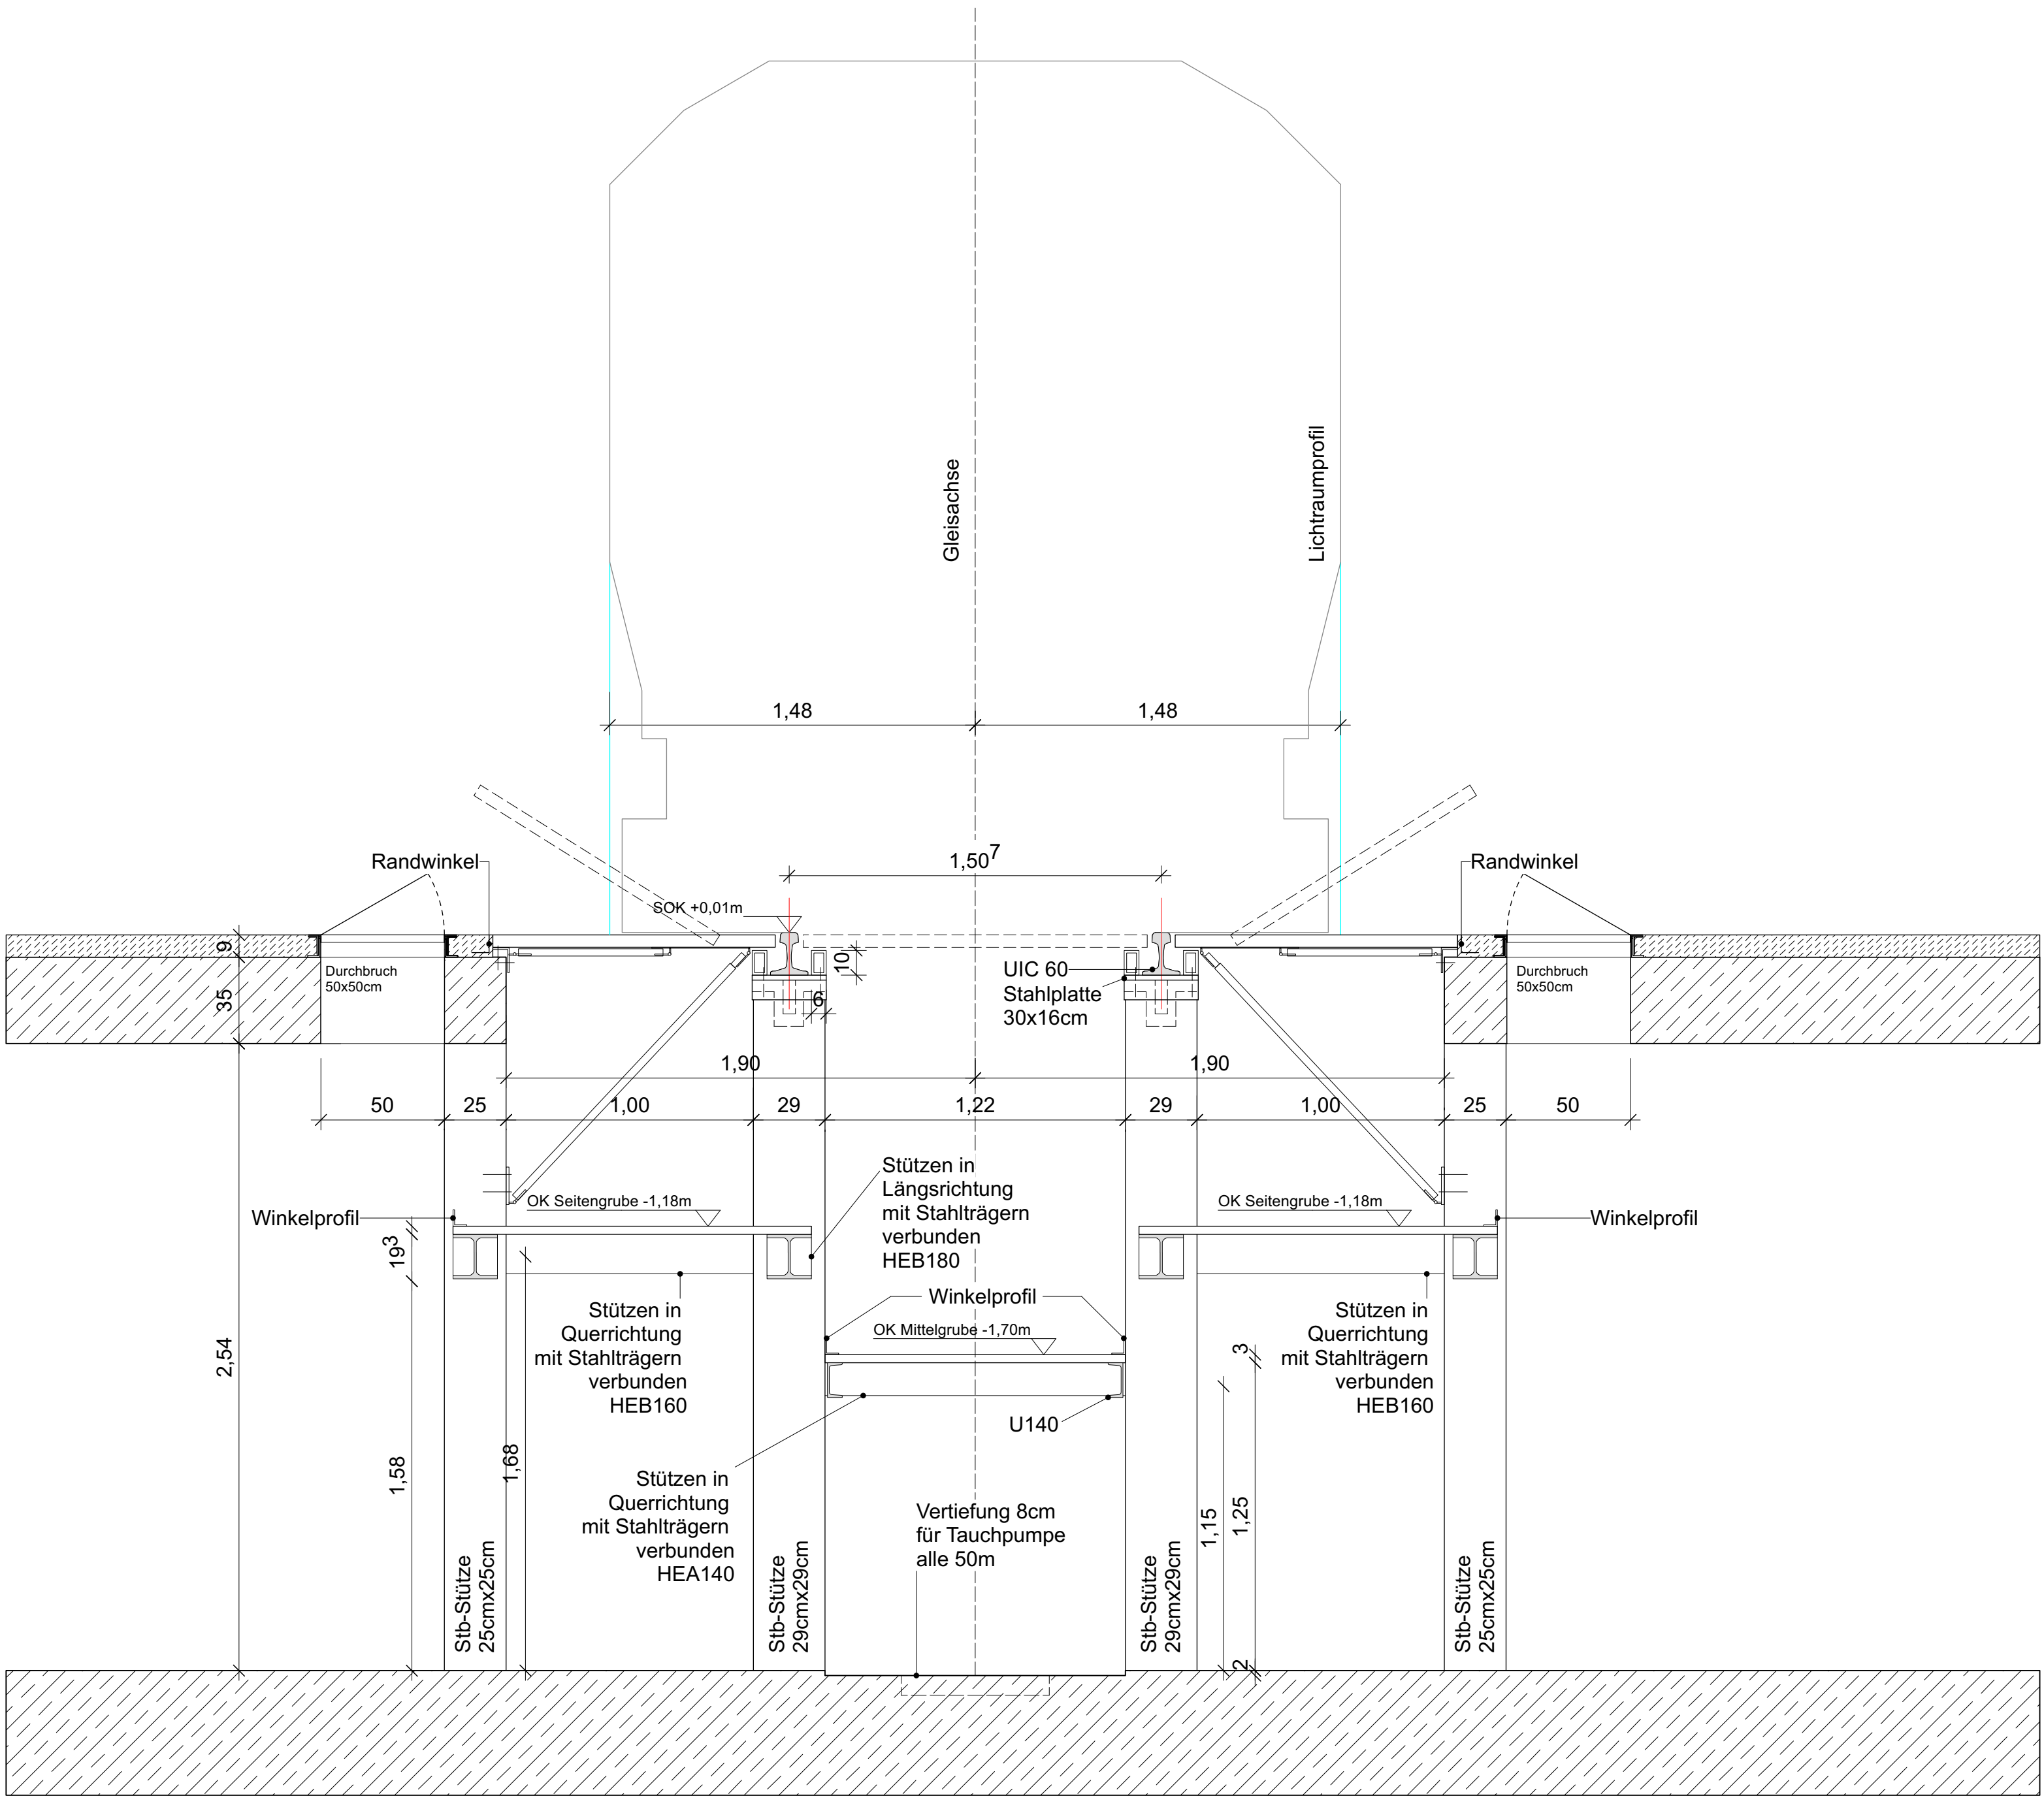 Gleisachse
Lichtraumprofil
1,48
1,48
1,50⁷
Randwinkel
Randwinkel
SOK +0,01m
9
35
Durchbruch
50x50cm
10
6
UIC 60
Stahlplatte
30x16cm
Durchbruch
50x50cm
1,90
1,90
50
25
1,00
29
1,22
29
1,00
25
50
Stützen in
Längsrichtung
mit Stahlträgern
verbunden
HEB180
OK Seitengrube -1,18m
OK Seitengrube -1,18m
Winkelprofil
Winkelprofil
19³
Stützen in
Querrichtung
mit Stahlträgern
verbunden
HEB160
Winkelprofil
OK Mittelgrube -1,70m
Stützen in
Querrichtung
mit Stahlträgern
verbunden
HEB160
2,54
3
U140
1,58
1,68
Stützen in
Querrichtung
mit Stahlträgern
verbunden
HEA140
Vertiefung 8cm
für Tauchpumpe
alle 50m
1,15
1,25
2
Stb-Stütze
25cmx25cm
Stb-Stütze
29cmx29cm
Stb-Stütze
29cmx29cm
Stb-Stütze
25cmx25cm